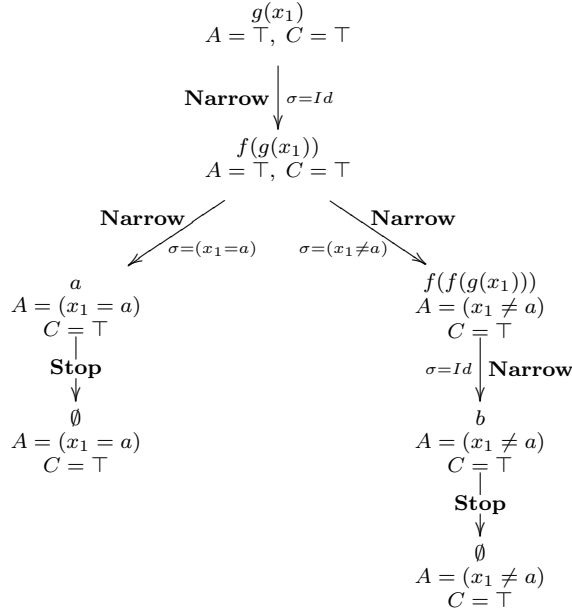 g(x₁)
A = ⊤, C = ⊤
Narrow σ=Id
f(g(x₁))
A = ⊤, C = ⊤
Narrow Narrow
σ=(x₁=a) σ=(x₁≠a)
a f(f(g(x₁)))
A = (x₁ = a) A = (x₁ ≠ a)
C = ⊤ C = ⊤
Stop σ=Id Narrow
∅ b
A = (x₁ = a) A = (x₁ ≠ a)
C = ⊤ C = ⊤
Stop
∅
A = (x₁ ≠ a)
C = ⊤